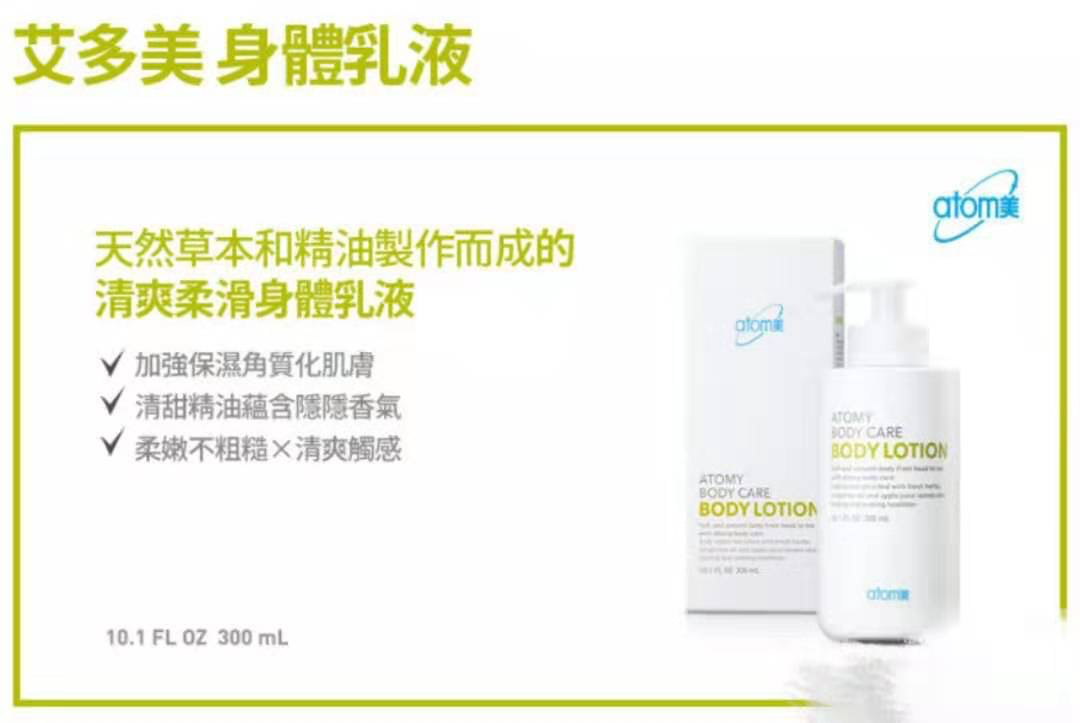 艾多美 身體乳液
atom美
天然草本和精油製作而成的
清爽柔滑身體乳液
加強保濕角質化肌膚
清甜精油蘊含隱隱香氣
柔嫩不粗糙×清爽觸感
10.1 FL OZ 300 mL
atom美
ATOMY
BODY CARE
BODY LOTION
ATOMY
BODY CARE
BODY LOTION
atom美